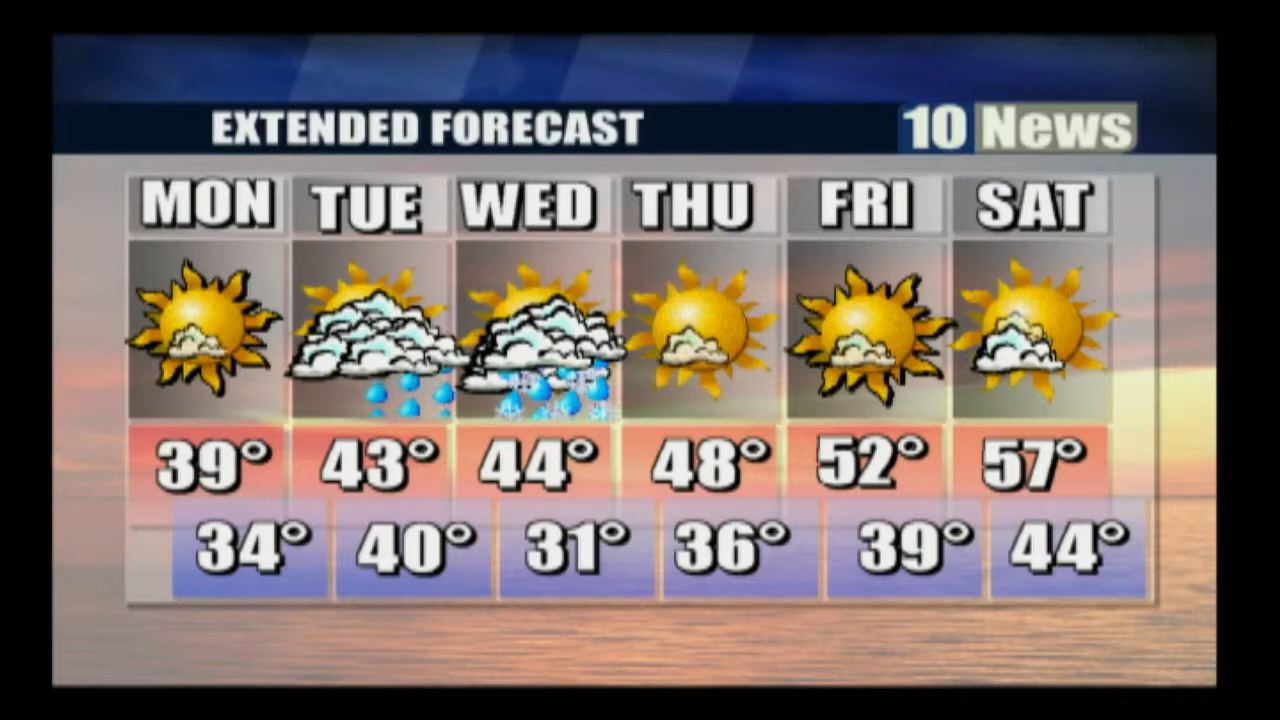 EXTENDED FORECAST 10 News
MON TUE WED THU FRI SAT
39° 43° 44° 48° 52° 57°
34° 40° 31° 36° 39° 44°